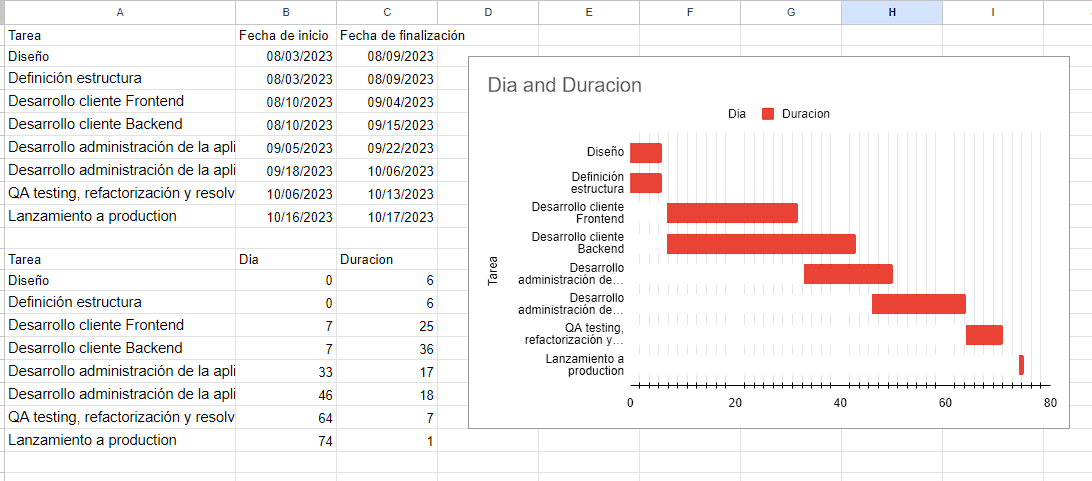 A B C D E F G H I
Tarea Fecha de inicio Fecha de finalización
Diseño 08/03/2023 08/09/2023
Definición estructura 08/03/2023 08/09/2023
Desarrollo cliente Frontend 08/10/2023 09/04/2023
Desarrollo cliente Backend 08/10/2023 09/15/2023
Desarrollo administración de la apli 09/05/2023 09/22/2023
Desarrollo administración de la apli 09/18/2023 10/06/2023
QA testing, refactorización y resolv 10/06/2023 10/13/2023
Lanzamiento a production 10/16/2023 10/17/2023
Tarea Dia Duracion
Diseño 0 6
Definición estructura 0 6
Desarrollo cliente Frontend 7 25
Desarrollo cliente Backend 7 36
Desarrollo administración de la apli 33 17
Desarrollo administración de la apli 46 18
QA testing, refactorización y resolv 64 7
Lanzamiento a production 74 1
Dia and Duracion
Dia Duracion
Tarea
Diseño
Definición
estructura
Desarrollo cliente
Frontend
Desarrollo cliente
Backend
Desarrollo
administración de...
Desarrollo
administración de...
QA testing,
refactorización y...
Lanzamiento a
production
0 20 40 60 80